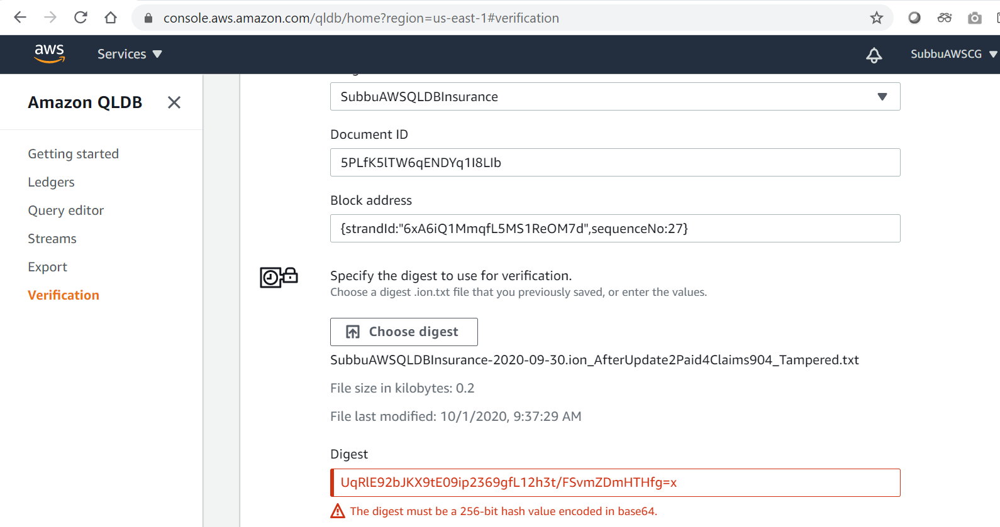 console.aws.amazon.com/qldb/home?region=us-east-1#verification
aws
Services
SubbuAWSCG
Amazon QLDB
Getting started
Ledgers
Query editor
Streams
Export
Verification
SubbuAWSQLDBInsurance
Document ID
5PLfK5lTW6qENDYq1I8LIb
Block address
{strandId:"6xA6iQ1MmqfL5MS1ReOM7d",sequenceNo:27}
Specify the digest to use for verification.
Choose a digest .ion.txt file that you previously saved, or enter the values.
Choose digest
SubbuAWSQLDBInsurance-2020-09-30.ion_AfterUpdate2Paid4Claims904_Tampered.txt
File size in kilobytes: 0.2
File last modified: 10/1/2020, 9:37:29 AM
Digest
UqRlE92bJKX9tE09ip2369gfL12h3t/FSvmZDmHTHfg=x
The digest must be a 256-bit hash value encoded in base64.